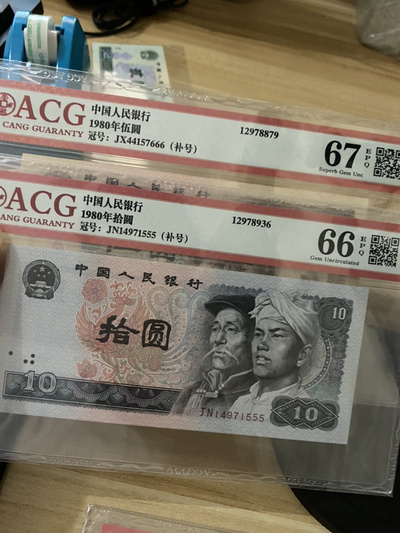 ACG
CANG GUARANTY
中国人民银行
1980年伍圆
冠号: JX44157666 (补号)
12978879
67
EPQ
Superb Gem Unc
ACG
CANG GUARANTY
中国人民银行
1980年拾圆
冠号: JN14971555 (补号)
12978936
66
EPQ
Gem Uncirculated
中国人民银行
10
拾圆
JN14971555
10
10